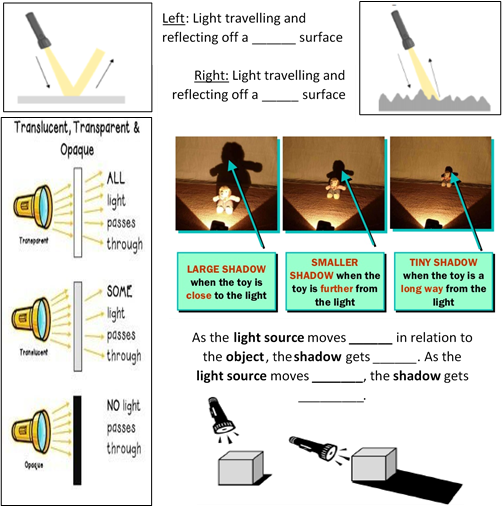 Left: Light travelling and
reflecting off a ______ surface
Right: Light travelling and
reflecting off a _____ surface
Translucent, Transparent &
Opaque
ALL
light
passes
through
Transparent
SOME
light
passes
through
Translucent
NO light
passes
through
Opaque
LARGE SHADOW
when the toy is
close to the light
SMALLER
SHADOW when the
toy is further from
the light
TINY SHADOW
when the toy is a
long way from the
light
As the light source moves ______ in relation to
the object, the shadow gets ______. As the
light source moves _______, the shadow gets
_________.